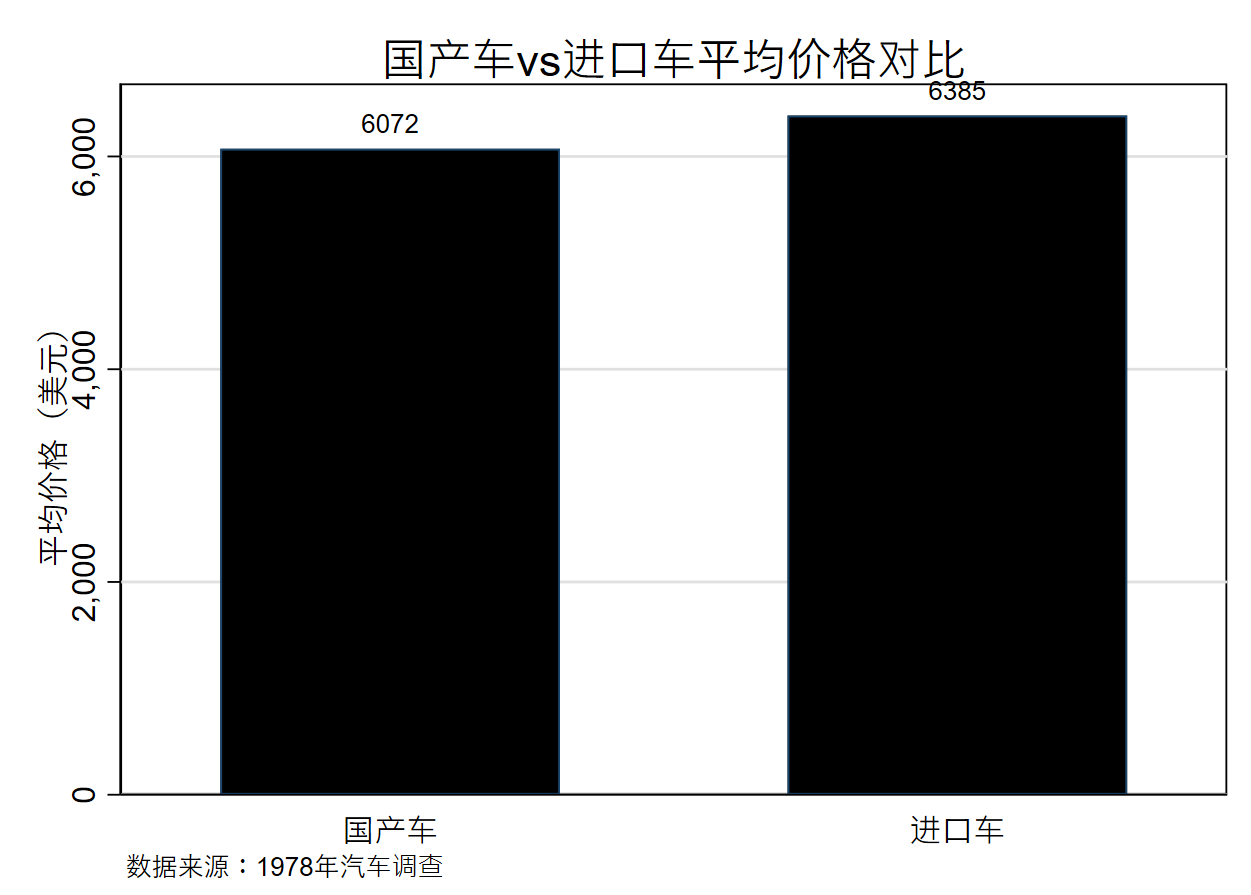 国产车vs进口车平均价格对比
6072
6385
平均价格（美元）
6,000
4,000
2,000
0
国产车
进口车
数据来源：1978年汽车调查